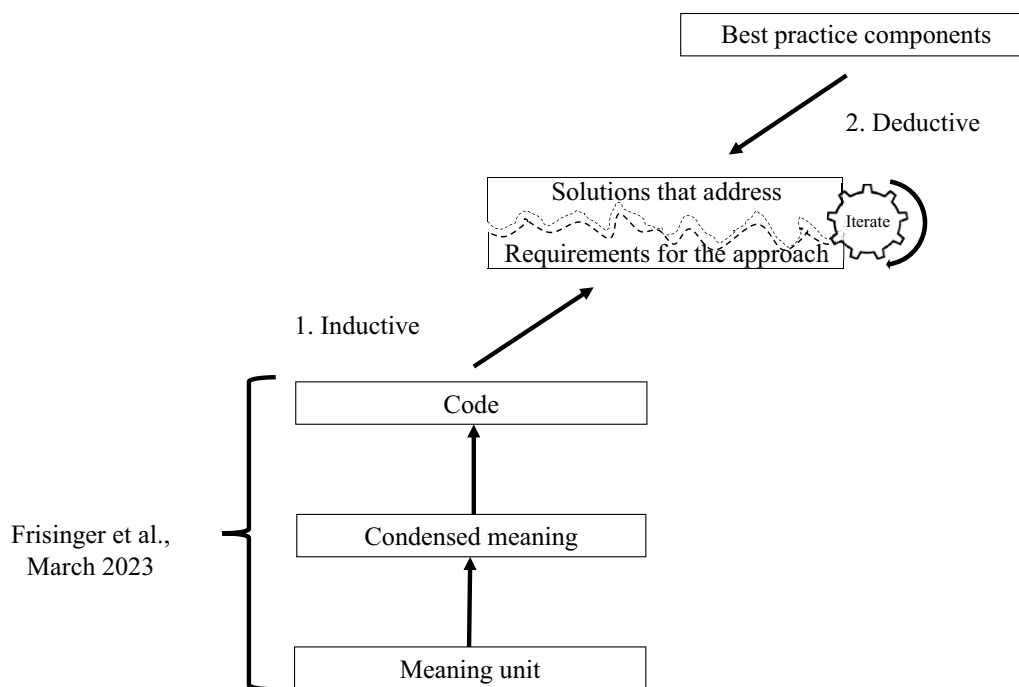 Best practice components
2. Deductive
Solutions that address
Iterate
Requirements for the approach
1. Inductive
Code
Frisinger et al.,
March 2023
Condensed meaning
Meaning unit